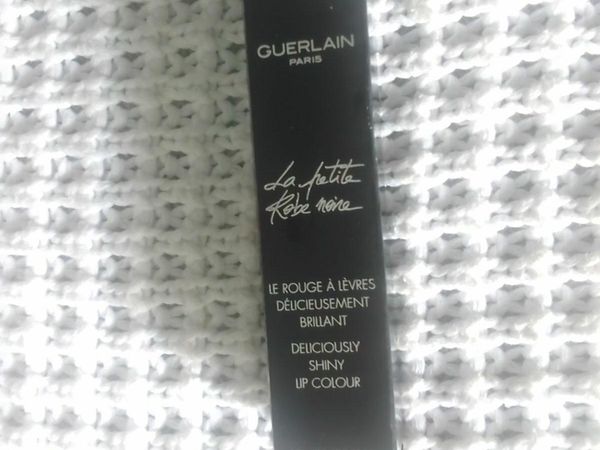 GUERLAIN
PARIS
La petite
Robe noire
LE ROUGE À LÈVRES
DÉLICIEUSEMENT
BRILLANT
DELICIOUSLY
SHINY
LIP COLOUR